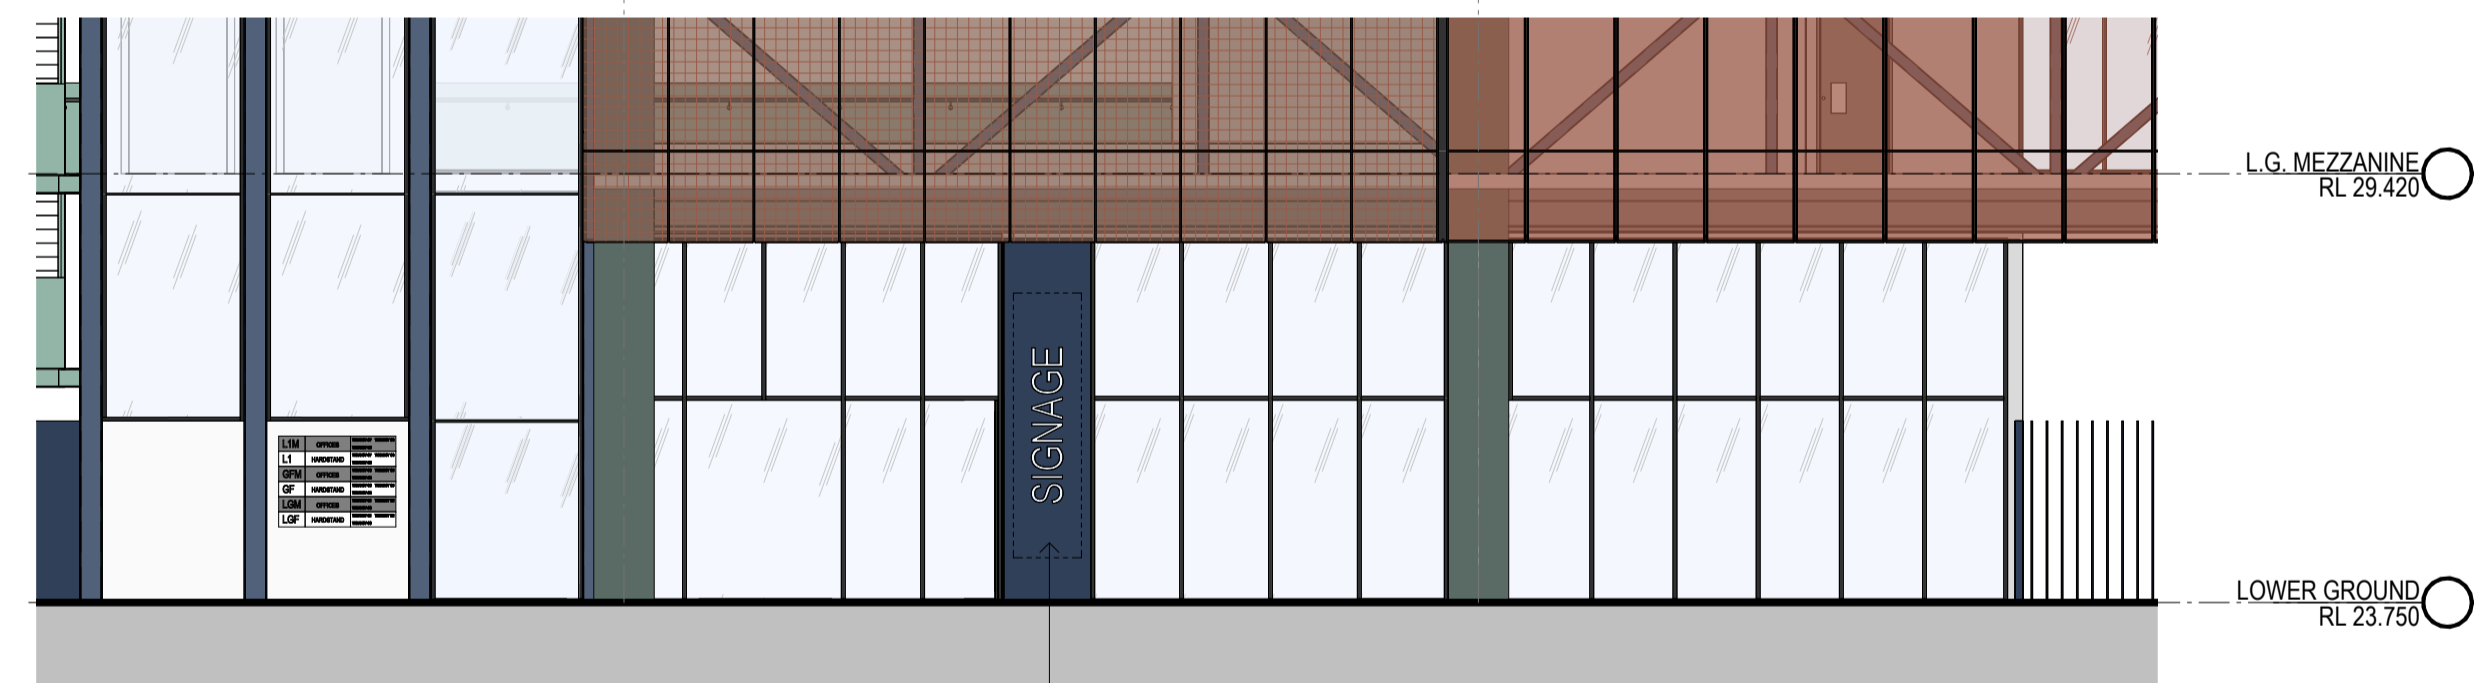 L.G. MEZZANINE
RL 29.420
SIGNAGE
L1M OFFICES
L1 HARDSTAND
GFM OFFICES
GF HARDSTAND
LGM OFFICES
LGF HARDSTAND
LOWER GROUND
RL 23.750